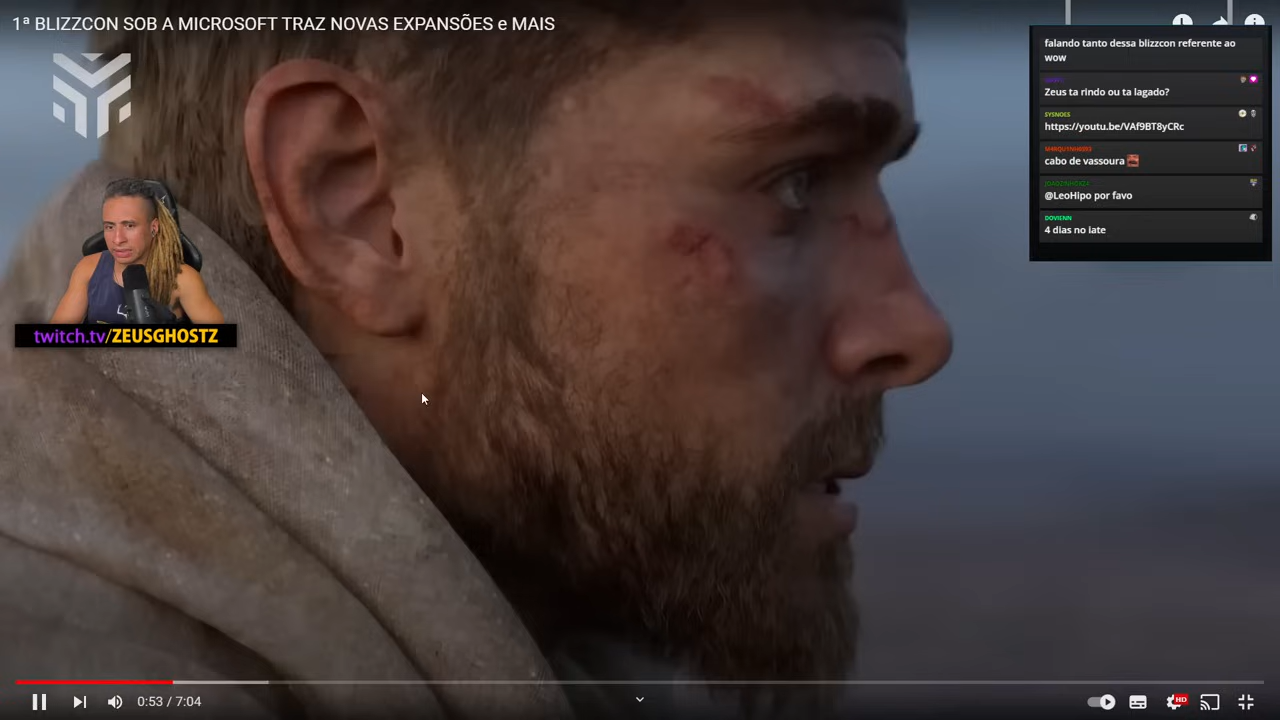 1ª BLIZZCON SOB A MICROSOFT TRAZ NOVAS EXPANSÕES e MAIS
falando tanto dessa blizzcon referente ao
wow
Zeus ta rindo ou ta lagado?
SYSNOES
https://youtu.be/VAf9BT8yCRc
cabo de vassoura
@LeoHipo por favo
DOVIENN
4 dias no iate
twitch.tv/ZEUSGHOSTZ
0:53 / 7:04
HD